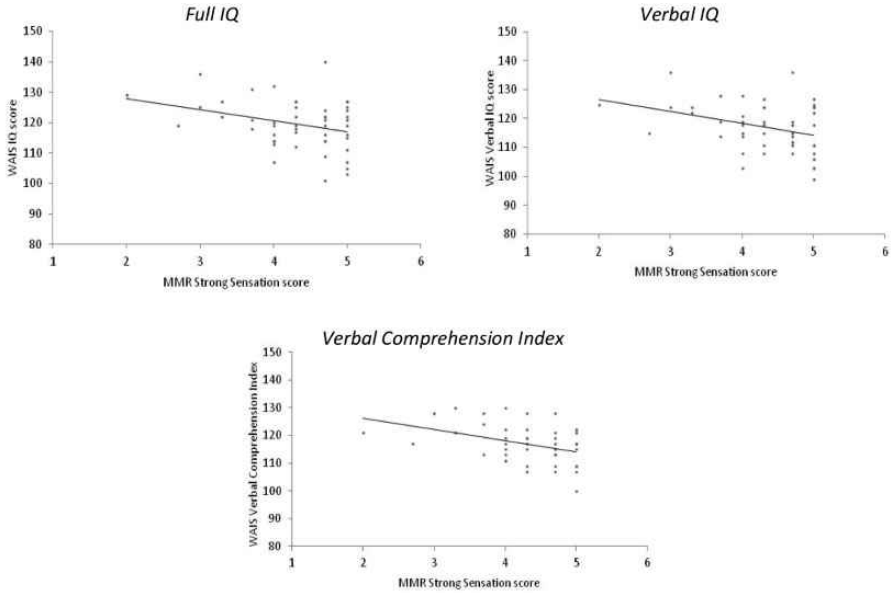 Full IQ
WAIS IQ score
150
140
130
120
110
100
90
80
1 2 3 4 5 6
MMR Strong Sensation score
Verbal IQ
WAIS Verbal IQ score
150
140
130
120
110
100
90
80
1 2 3 4 5 6
MMR Strong Sensation score
Verbal Comprehension Index
WAIS Verbal Comprehension Index
150
140
130
120
110
100
90
80
1 2 3 4 5 6
MMR Strong Sensation score